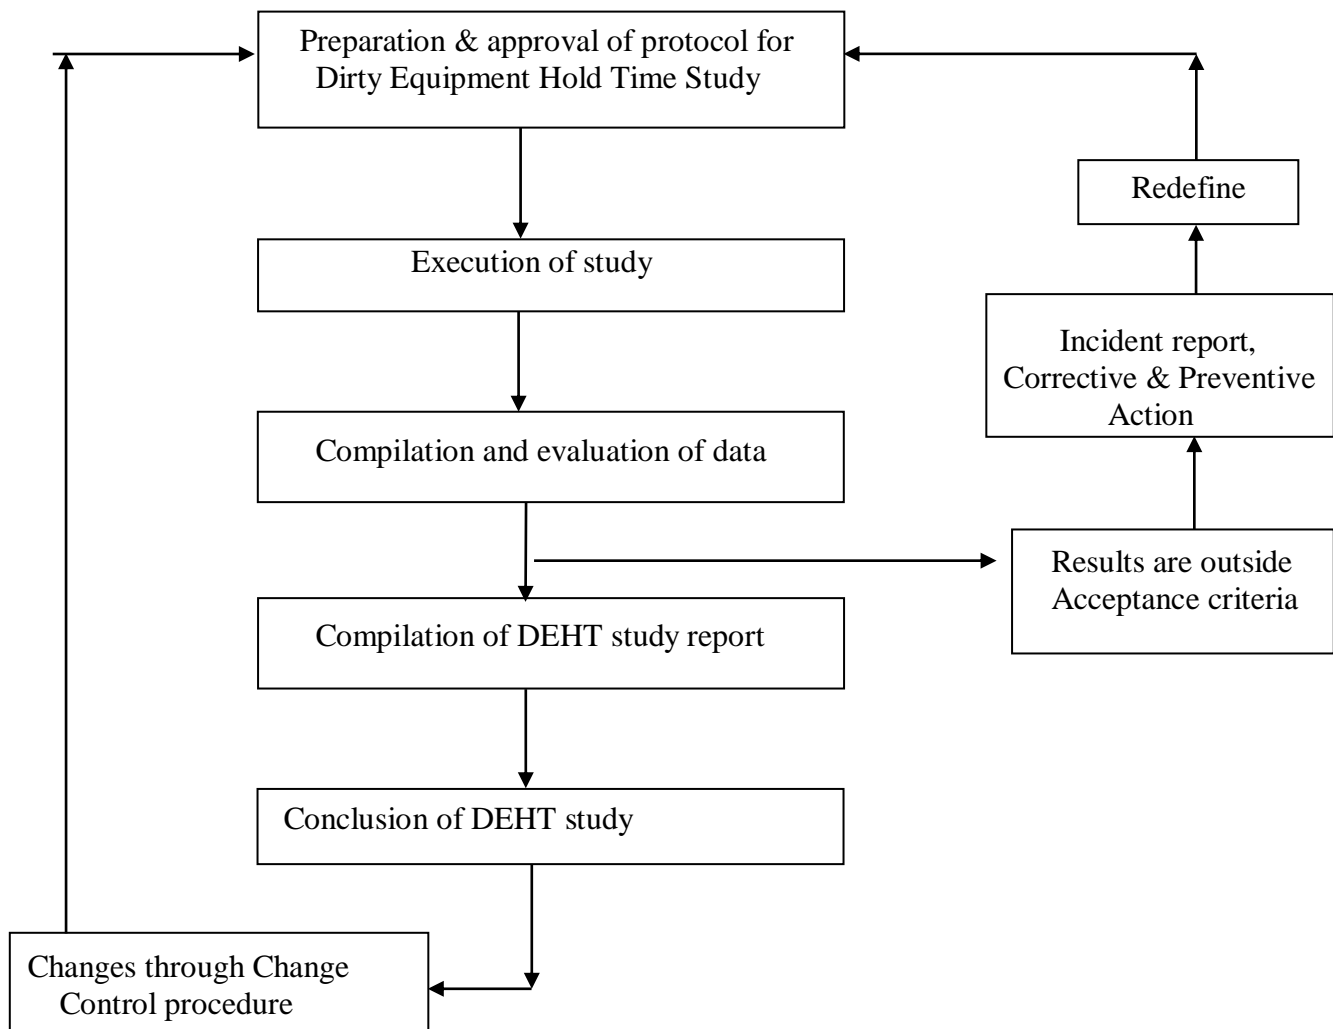 Preparation & approval of protocol for
Dirty Equipment Hold Time Study
Redefine
Execution of study
Incident report,
Corrective & Preventive
Action
Compilation and evaluation of data
Results are outside
Acceptance criteria
Compilation of DEHT study report
Conclusion of DEHT study
Changes through Change
Control procedure